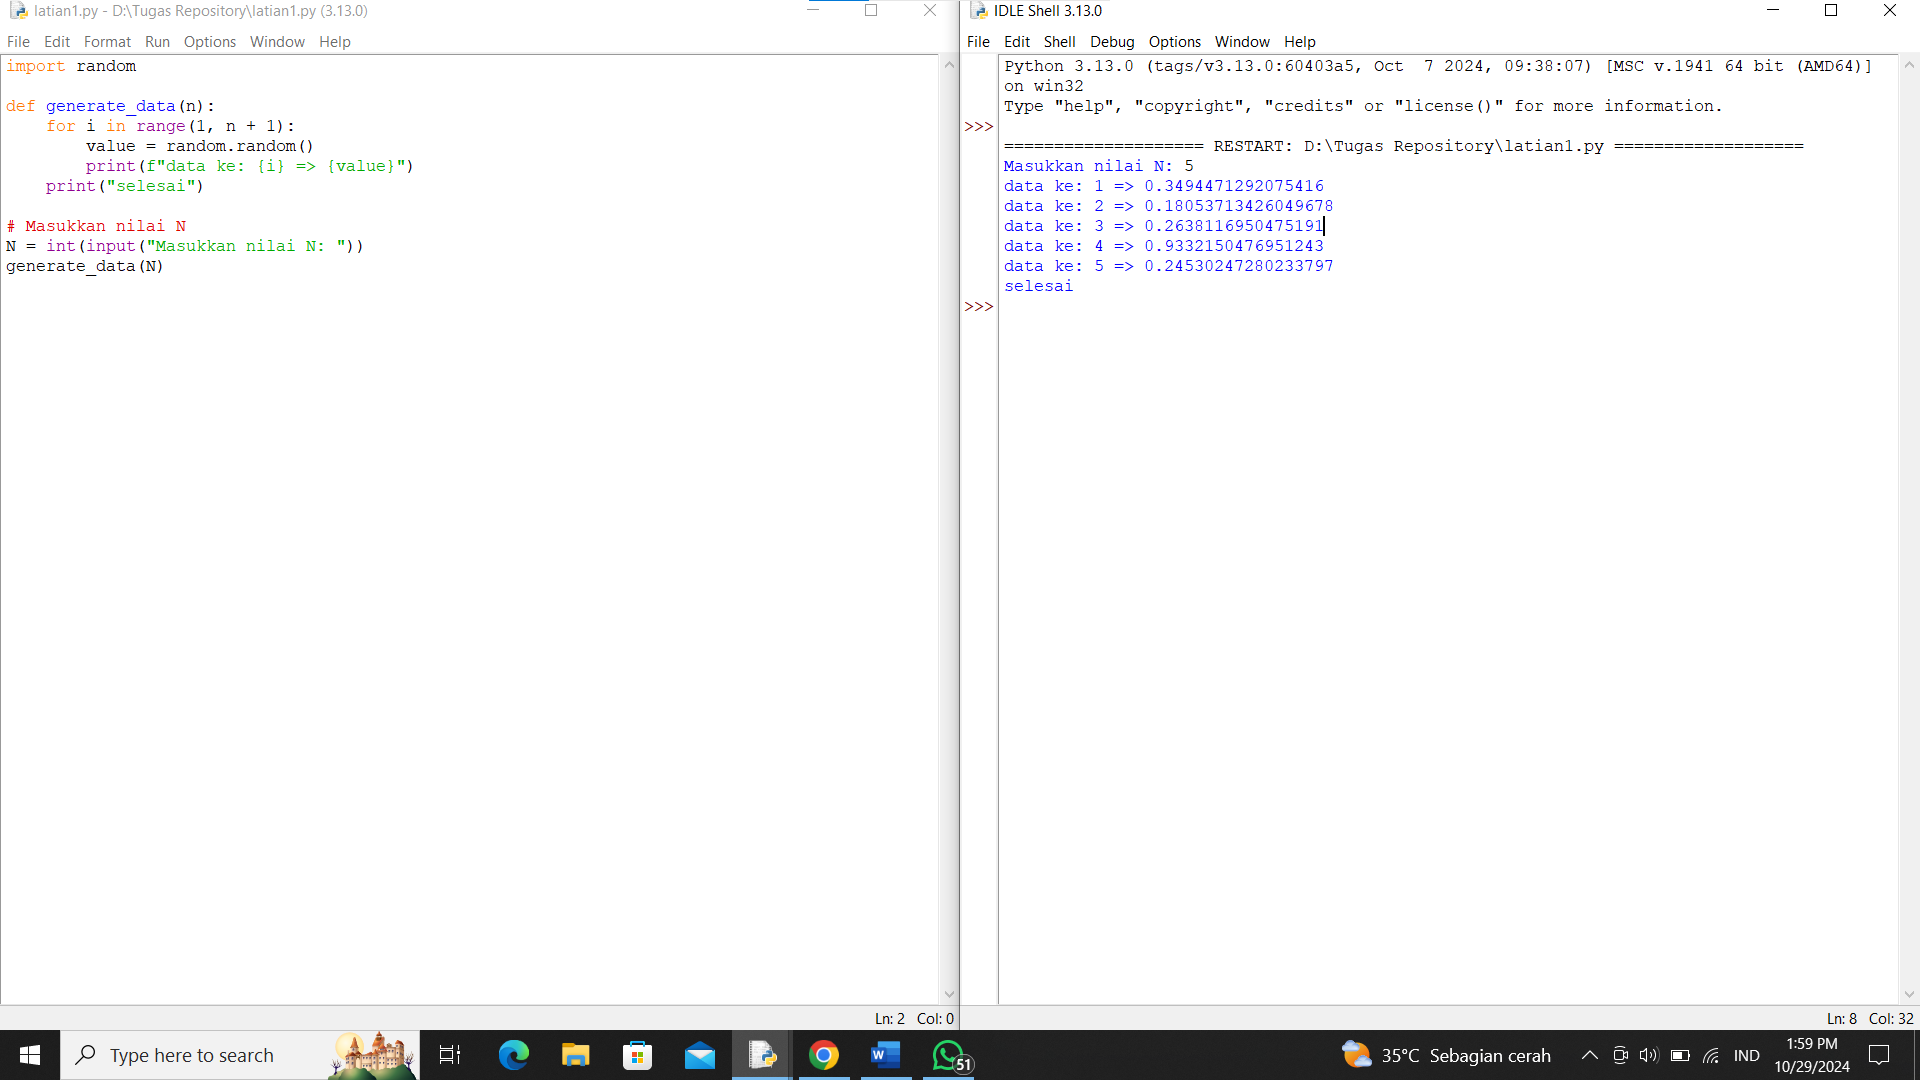 latian1.py - D:\Tugas Repository\latian1.py (3.13.0)
File Edit Format Run Options Window Help
import random

def generate_data(n):
    for i in range(1, n + 1):
        value = random.random()
        print(f"data ke: {i} => {value}")
    print("selesai")

# Masukkan nilai N
N = int(input("Masukkan nilai N: "))
generate_data(N)
Ln: 2 Col: 0
IDLE Shell 3.13.0
File Edit Shell Debug Options Window Help
Python 3.13.0 (tags/v3.13.0:60403a5, Oct  7 2024, 09:38:07) [MSC v.1941 64 bit (AMD64)]
on win32
Type "help", "copyright", "credits" or "license()" for more information.
>>>
==================== RESTART: D:\Tugas Repository\latian1.py ===================
Masukkan nilai N: 5
data ke: 1 => 0.3494471292075416
data ke: 2 => 0.18053713426049678
data ke: 3 => 0.2638116950475191
data ke: 4 => 0.9332150476951243
data ke: 5 => 0.24530247280233797
selesai
>>>
Ln: 8 Col: 32
Type here to search
51
35°C Sebagian cerah
IND
1:59 PM
10/29/2024